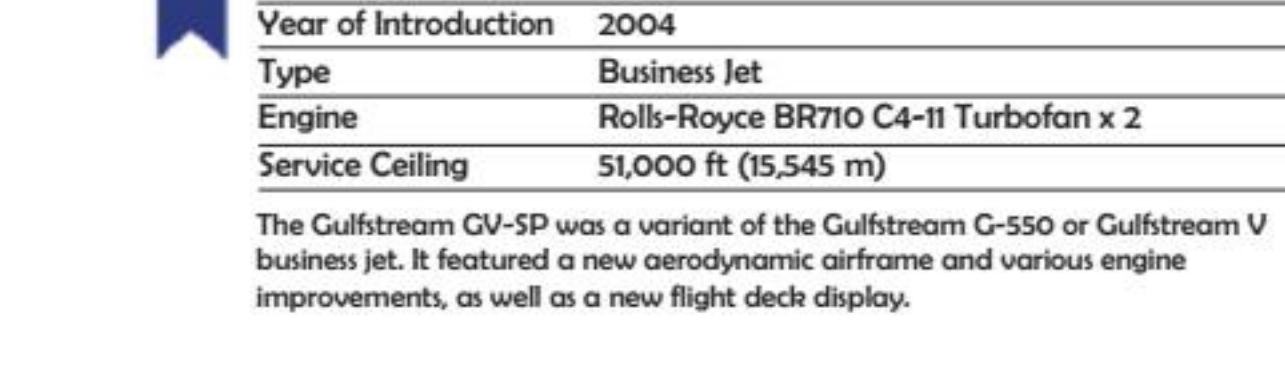 Year of Introduction 2004
Type Business Jet
Engine Rolls-Royce BR710 C4-11 Turbofan x 2
Service Ceiling 51,000 ft (15,545 m)
The Gulfstream GV-SP was a variant of the Gulfstream G-550 or Gulfstream V
business jet. It featured a new aerodynamic airframe and various engine
improvements, as well as a new flight deck display.